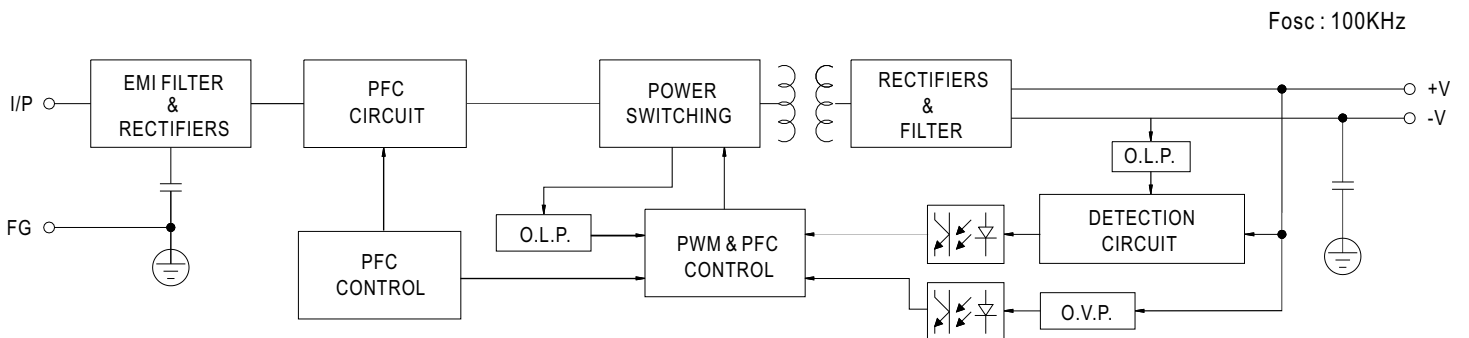 Fosc : 100KHz
I/P
EMI FILTER
&
RECTIFIERS
PFC
CIRCUIT
POWER
SWITCHING
RECTIFIERS
&
FILTER
+V
-V
O.L.P.
FG
O.L.P.
PFC
CONTROL
PWM & PFC
CONTROL
DETECTION
CIRCUIT
O.V.P.